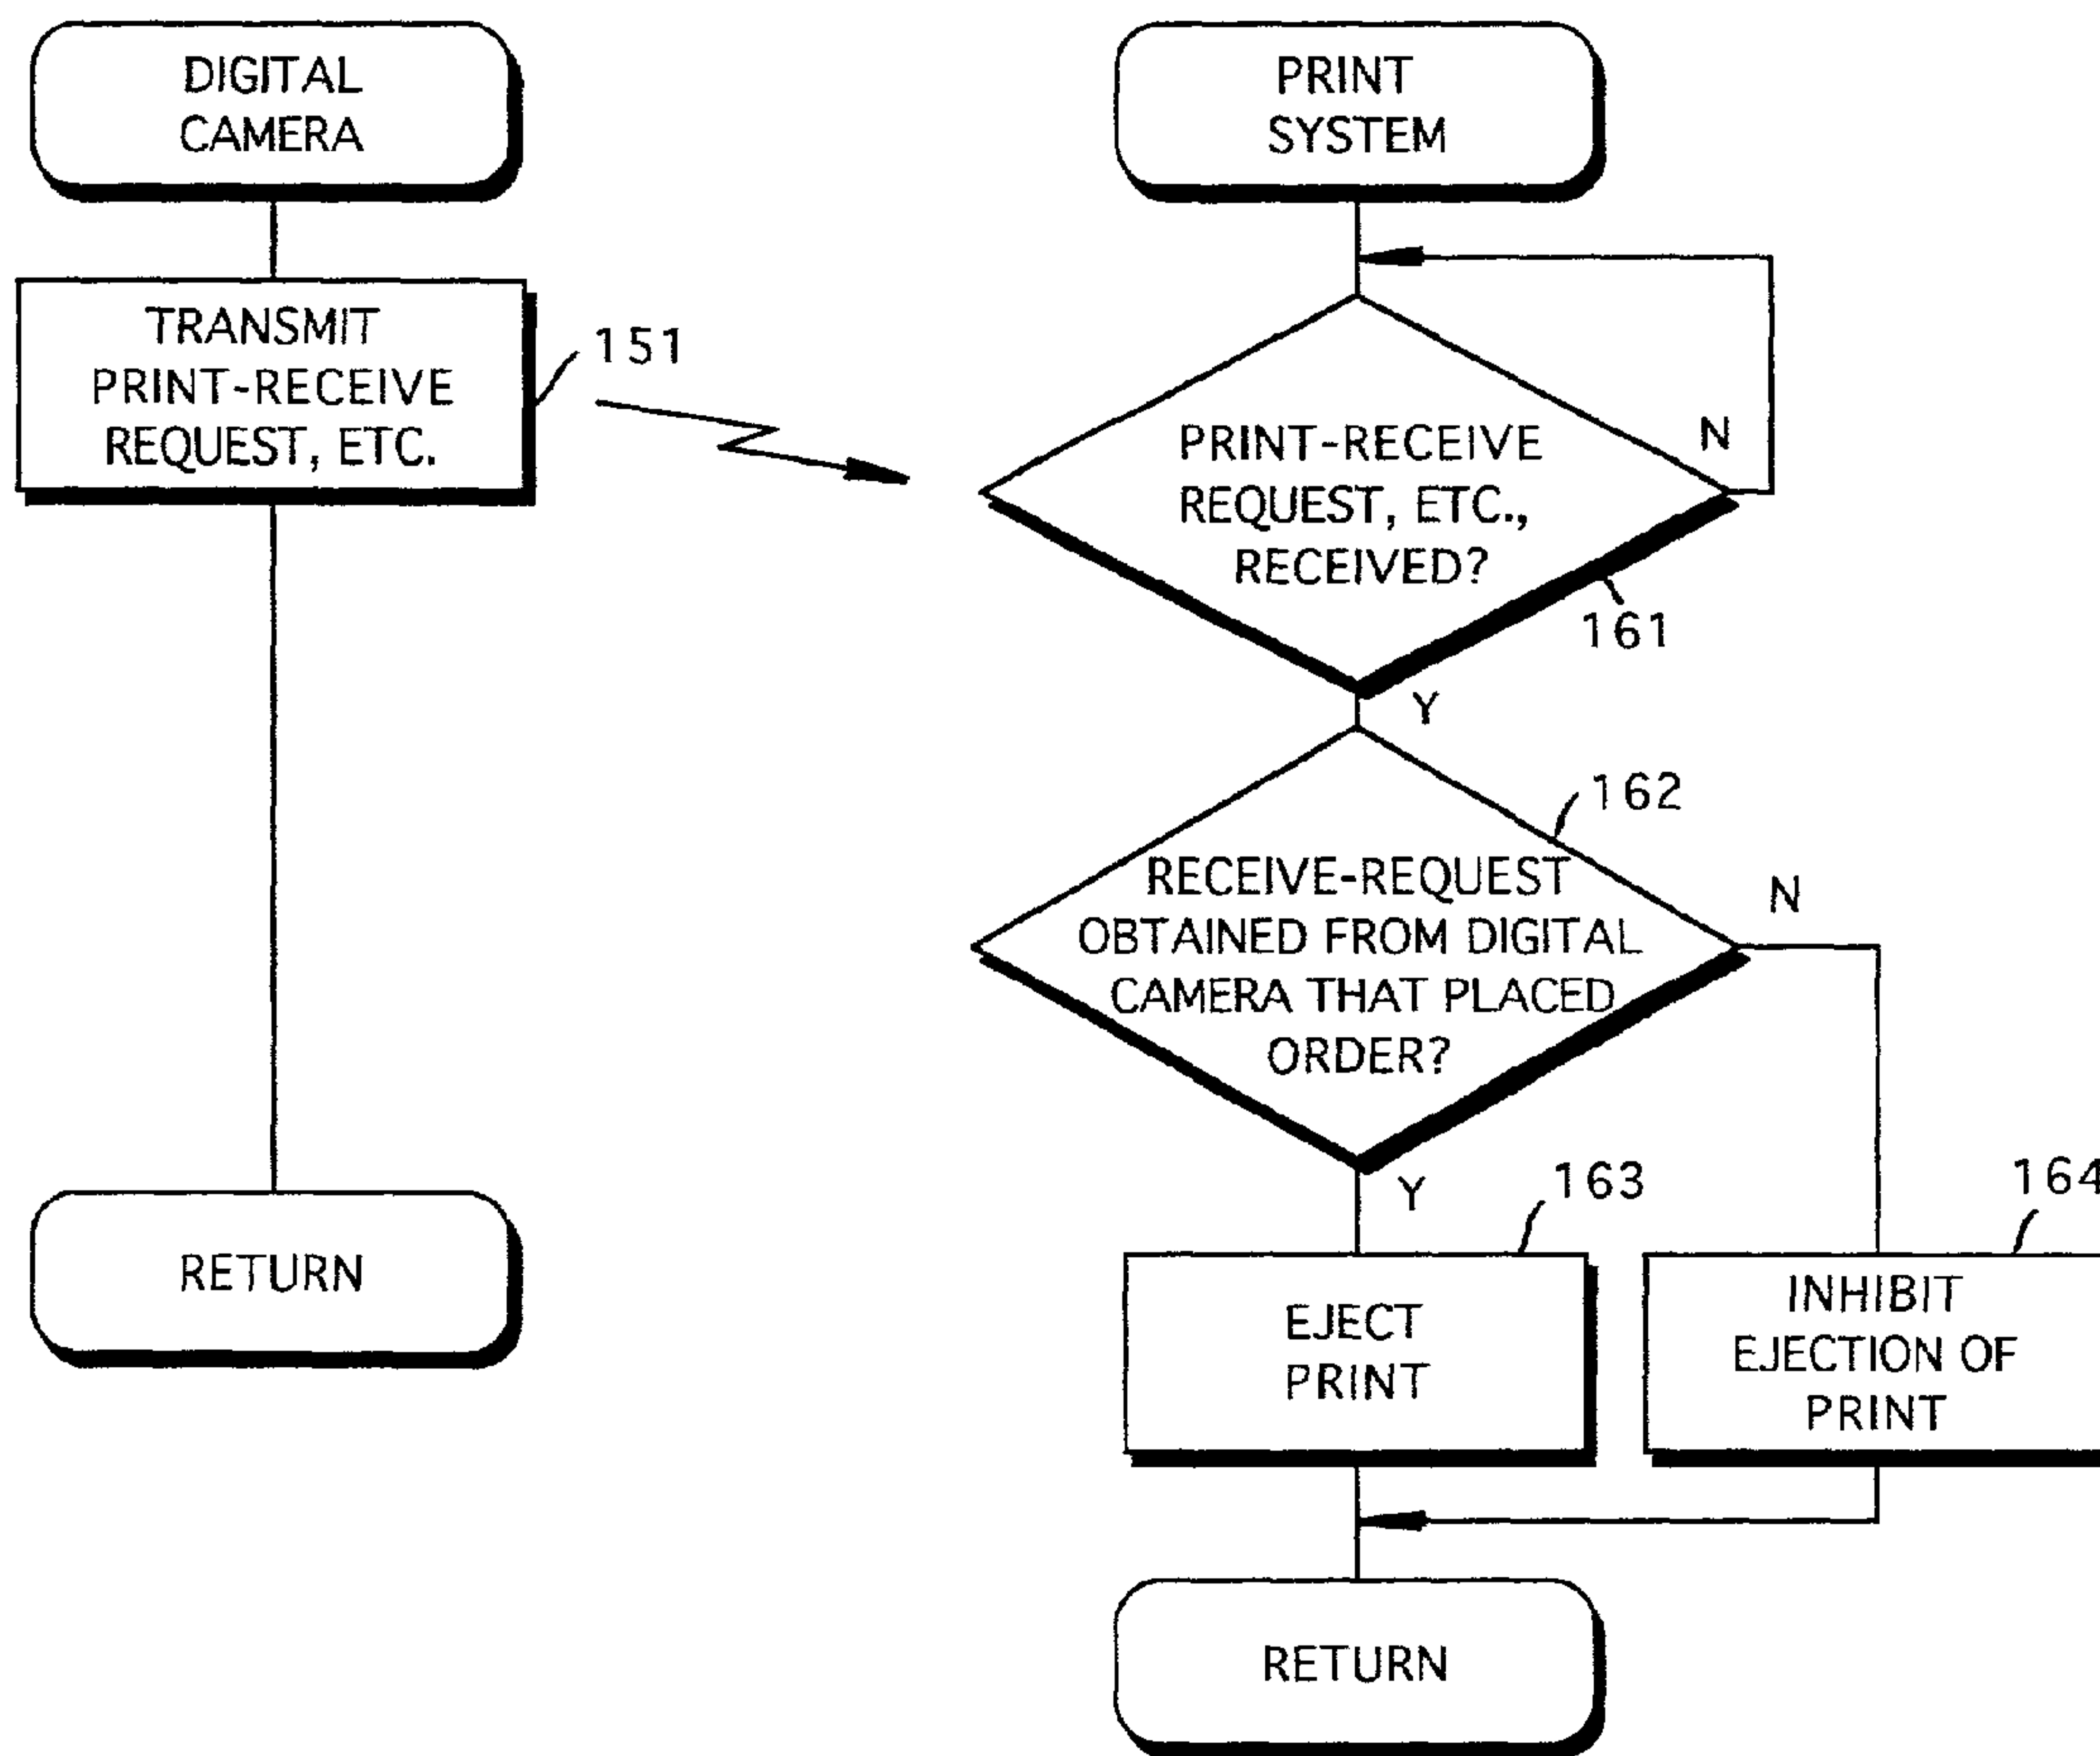 DIGITAL
CAMERA
TRANSMIT
PRINT-RECEIVE
REQUEST, ETC.
151
RETURN
PRINT
SYSTEM
PRINT-RECEIVE
REQUEST, ETC.,
RECEIVED?
N
161
Y
162
RECEIVE-REQUEST
OBTAINED FROM DIGITAL
CAMERA THAT PLACED
ORDER?
N
Y
163
EJECT
PRINT
164
INHIBIT
EJECTION OF
PRINT
RETURN